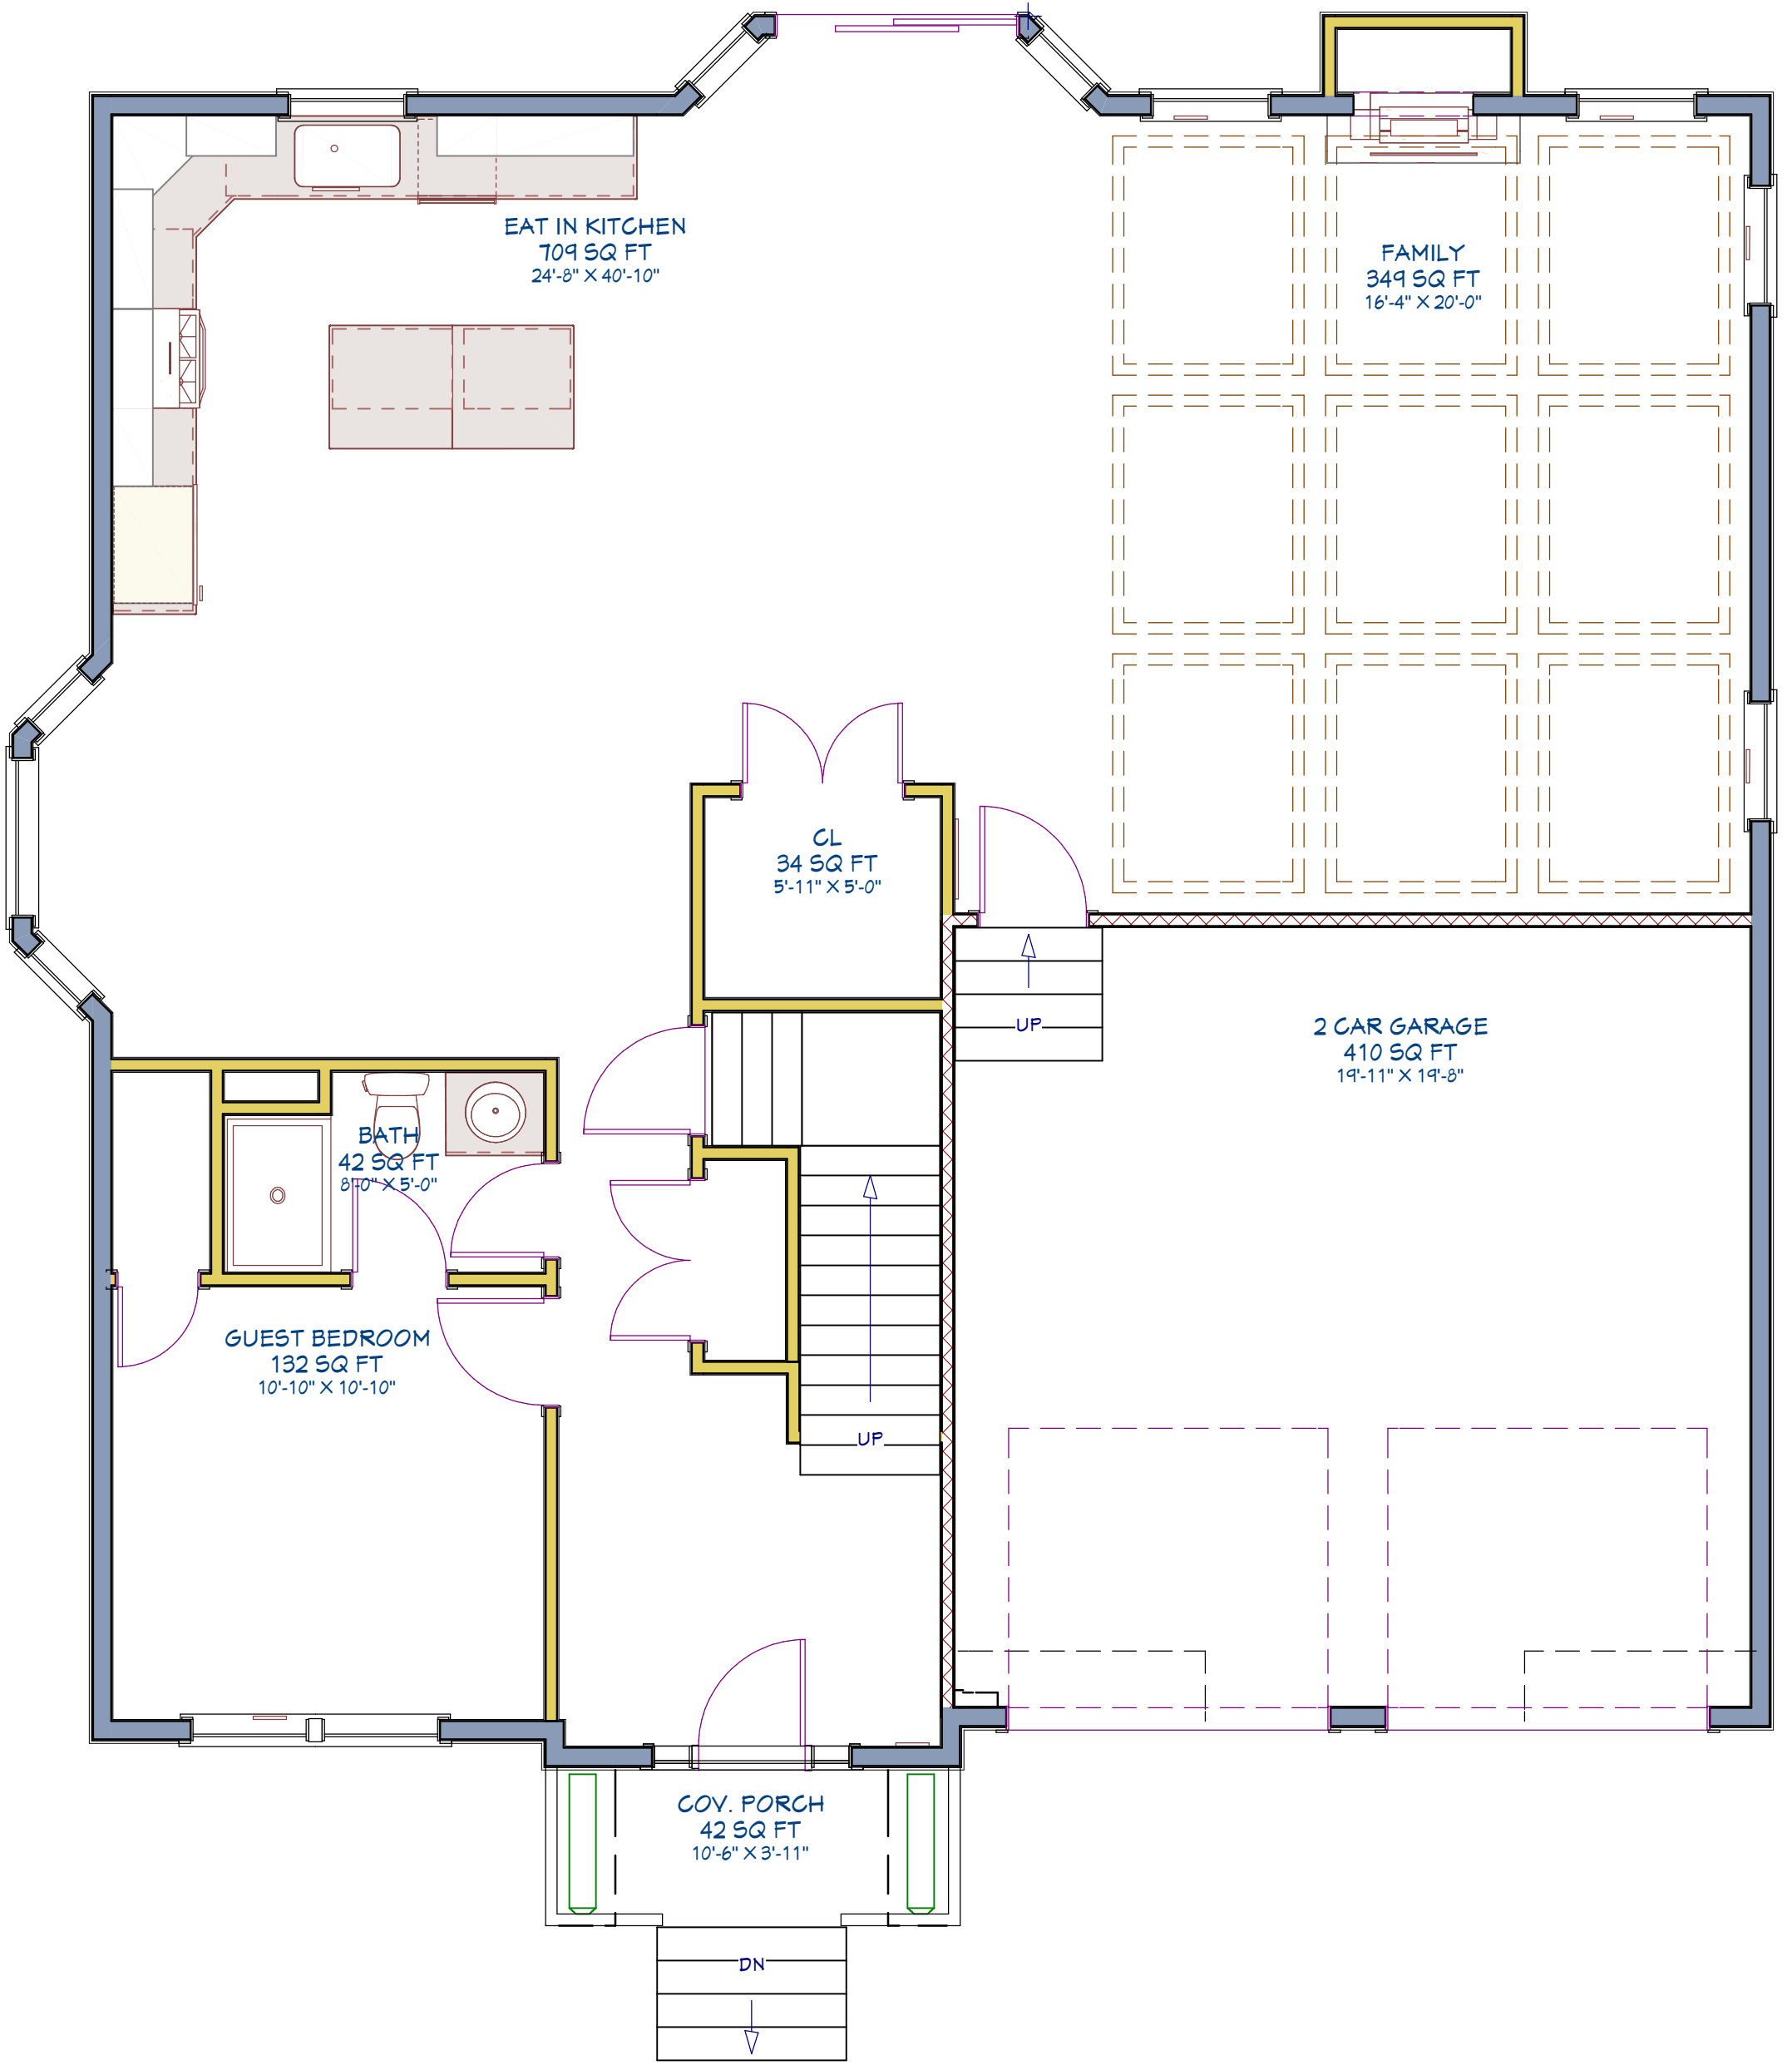 EAT IN KITCHEN
709 SQ FT
24'-8" X 40'-10"
FAMILY
349 SQ FT
16'-4" X 20'-0"
CL
34 SQ FT
5'-11" X 5'-0"
UP
2 CAR GARAGE
410 SQ FT
19'-11" X 19'-8"
BATH
42 SQ FT
8'-0" X 5'-0"
GUEST BEDROOM
132 SQ FT
10'-10" X 10'-10"
UP
COV. PORCH
42 SQ FT
10'-6" X 3'-11"
DN